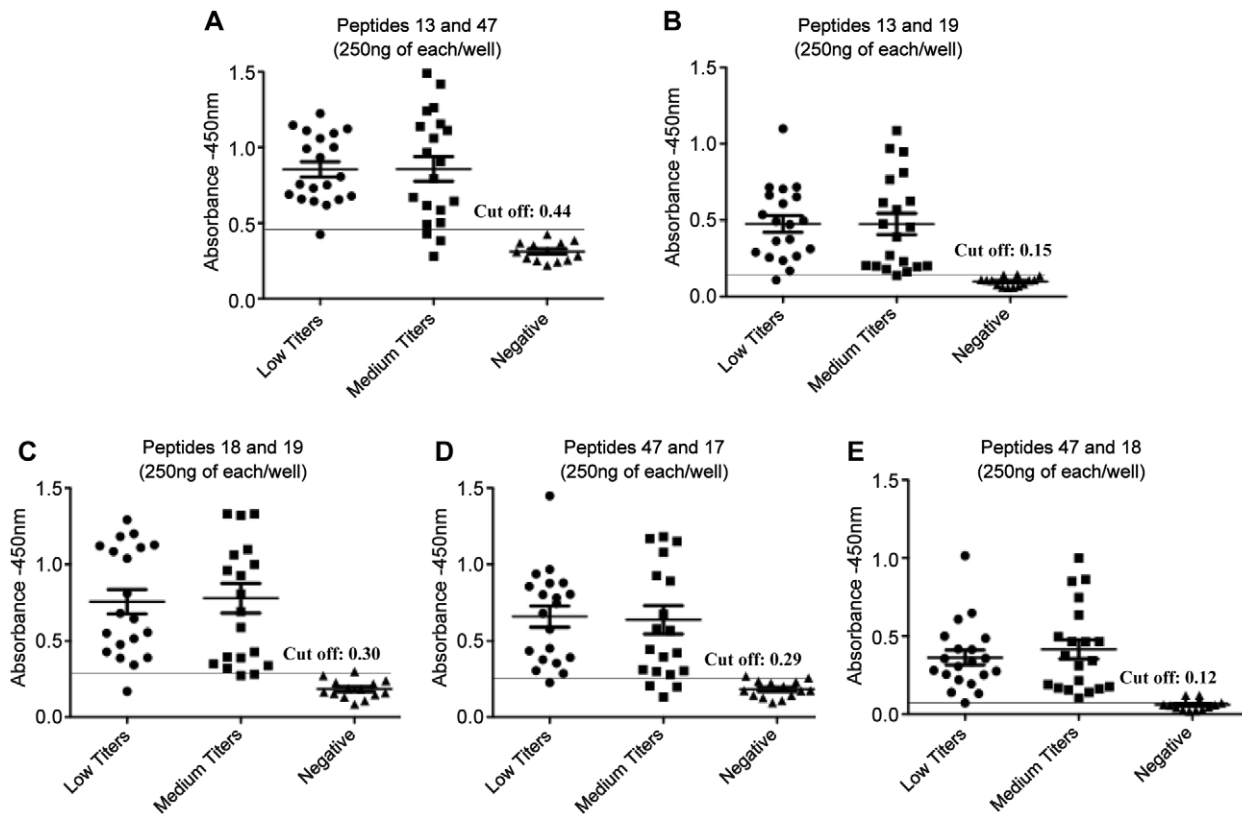 A
Peptides 13 and 47
(250ng of each/well)
Absorbance -450nm
1.5
1.0
0.5
0.0
Cut off: 0.44
Low Titers
Medium Titers
Negative
B
Peptides 13 and 19
(250ng of each/well)
Absorbance -450nm
1.5
1.0
0.5
0.0
Cut off: 0.15
Low Titers
Medium Titers
Negative
C
Peptides 18 and 19
(250ng of each/well)
Absorbance -450nm
1.5
1.0
0.5
0.0
Cut off: 0.30
Low Titers
Medium Titers
Negative
D
Peptides 47 and 17
(250ng of each/well)
Absorbance -450nm
1.5
1.0
0.5
0.0
Cut off: 0.29
Low Titers
Medium Titers
Negative
E
Peptides 47 and 18
(250ng of each/well)
Absorbance -450nm
1.5
1.0
0.5
0.0
Cut off: 0.12
Low Titers
Medium Titers
Negative